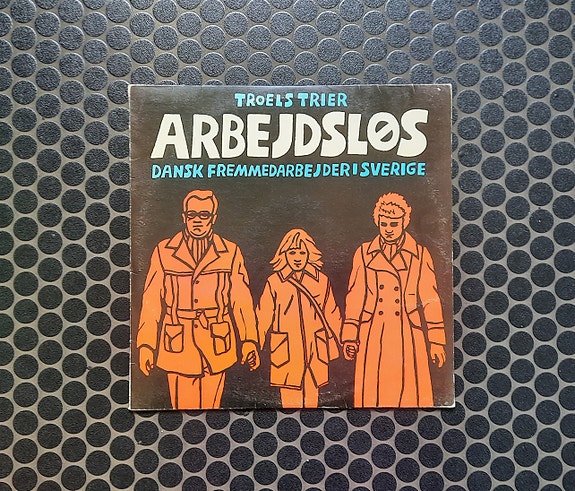 TROELS TRIER
ARBEJDSLØS
DANSK FREMMEDARBEJDER I SVERIGE